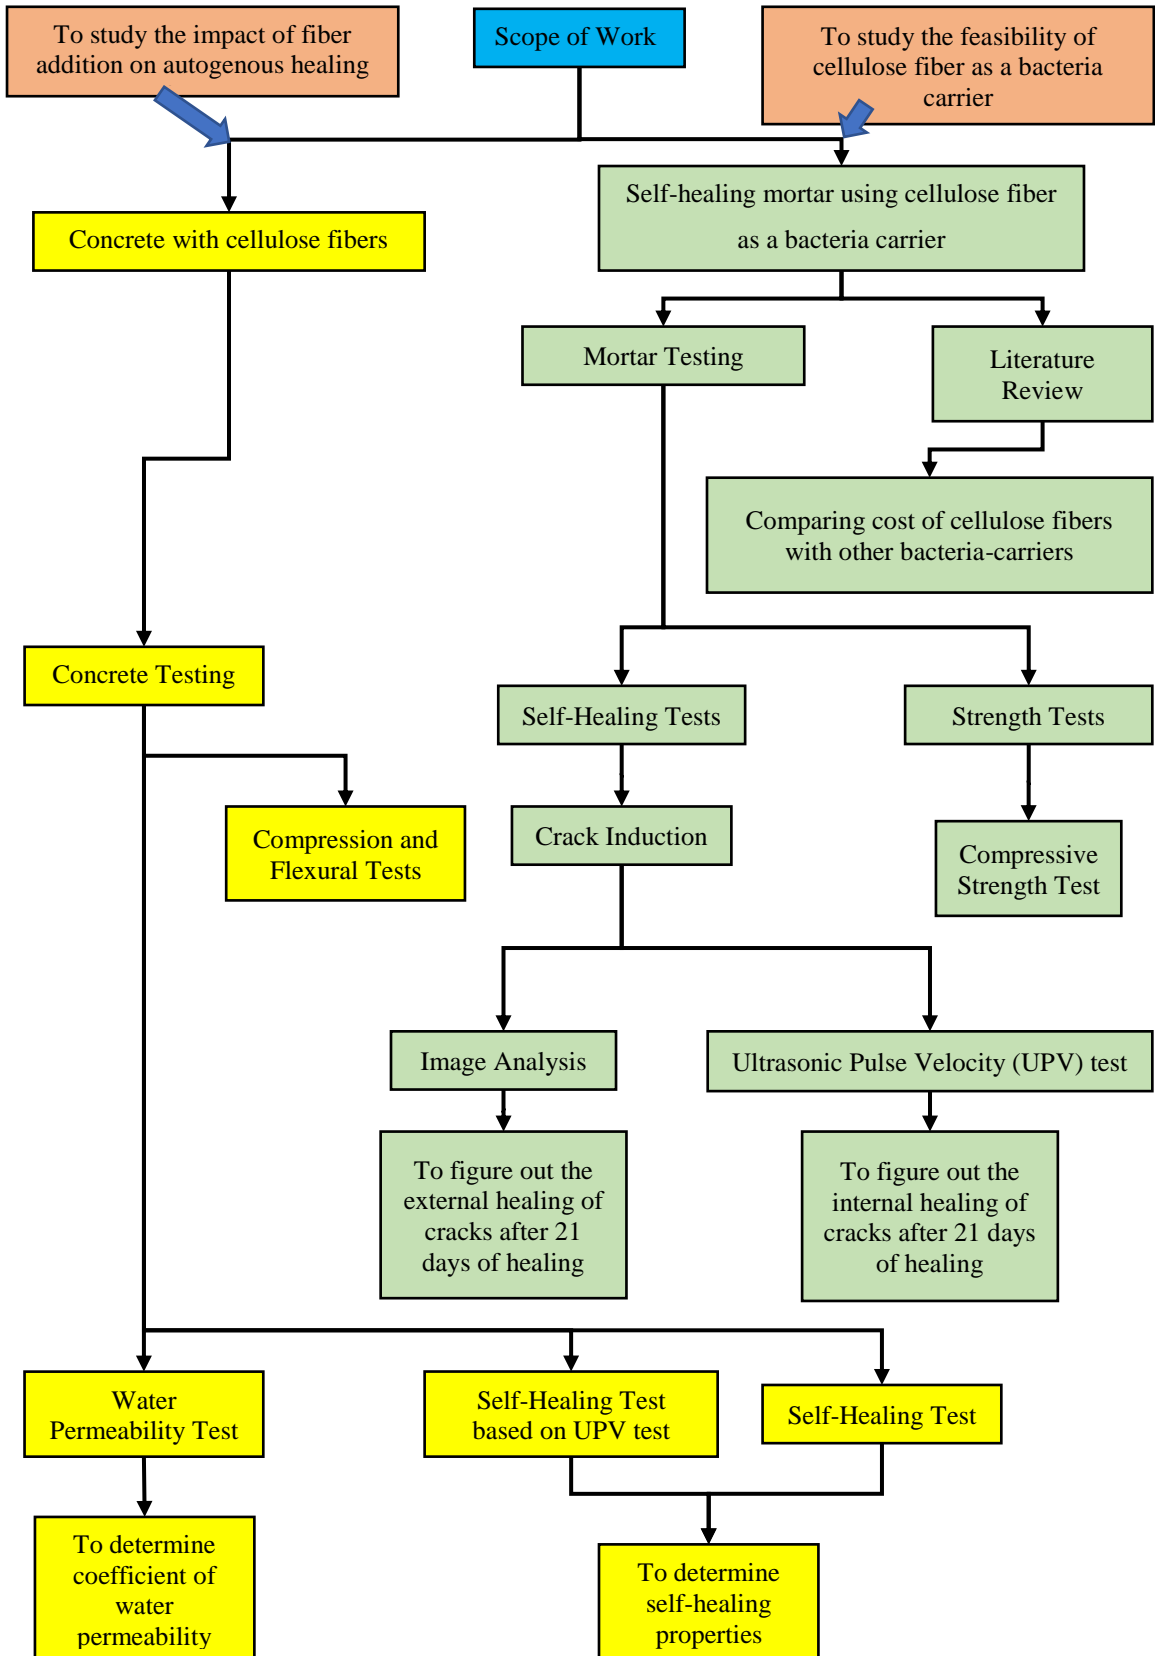 To study the impact of fiber
addition on autogenous healing
Scope of Work
To study the feasibility of
cellulose fiber as a bacteria
carrier
Concrete with cellulose fibers
Self-healing mortar using cellulose fiber
as a bacteria carrier
Mortar Testing
Literature
Review
Comparing cost of cellulose fibers
with other bacteria-carriers
Concrete Testing
Self-Healing Tests
Strength Tests
Compression and
Flexural Tests
Crack Induction
Compressive
Strength Test
Image Analysis
Ultrasonic Pulse Velocity (UPV) test
To figure out the
external healing of
cracks after 21
days of healing
To figure out the
internal healing of
cracks after 21 days
of healing
Water
Permeability Test
Self-Healing Test
based on UPV test
Self-Healing Test
To determine
coefficient of
water
permeability
To determine
self-healing
properties